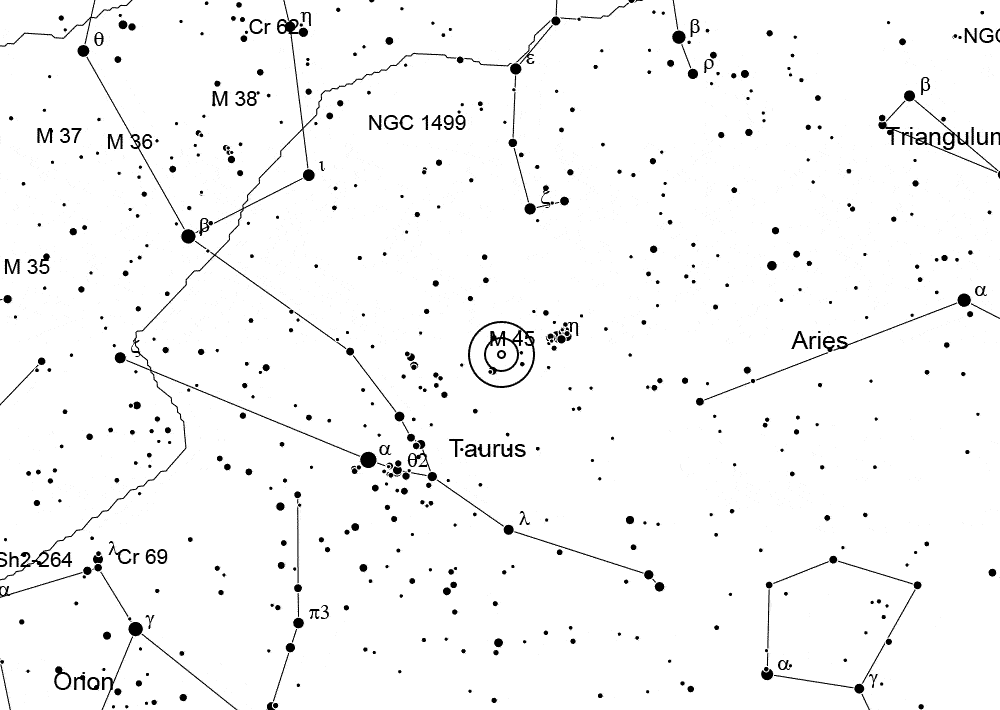 Cr 62
η
θ
ε
β
NGC
ρ
β
M 38
NGC 1499
M 37
M 36
Triangulum
ι
ζ
β
M 35
α
M 45
η
Aries
ζ
α
θ2
Taurus
λ
Sh2-264
λ
Cr 69
α
π3
γ
α
γ
Orion